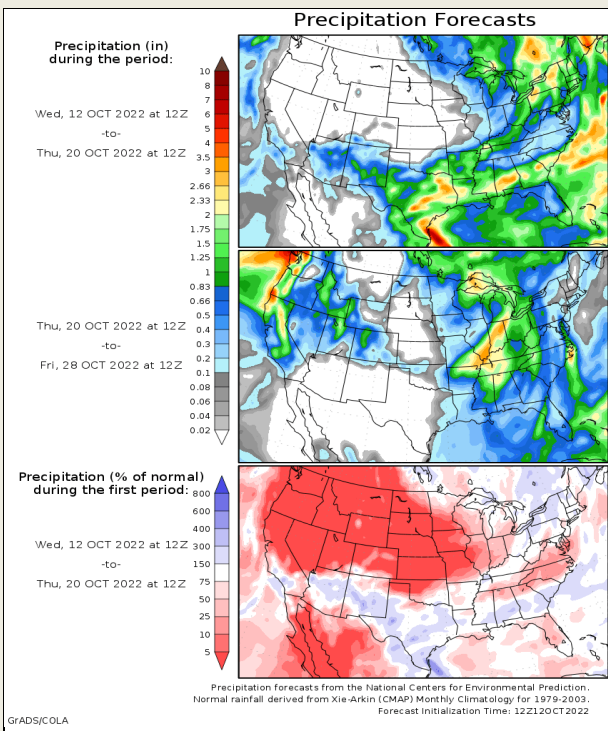 Precipitation Forecasts
Precipitation (in)
during the period:
Wed, 12 OCT 2022 at 12Z
-to-
Thu, 20 OCT 2022 at 12Z
10
8
7
6
5
4
3.5
3
2.66
2.33
2
1.75
1.5
1.25
1
0.83
0.66
0.5
0.4
0.3
0.2
0.1
0.08
0.06
0.04
0.02
Thu, 20 OCT 2022 at 12Z
-to-
Fri, 28 OCT 2022 at 12Z
Precipitation (% of normal)
during the first period:
Wed, 12 OCT 2022 at 12Z
-to-
Thu, 20 OCT 2022 at 12Z
800
600
400
300
150
75
50
25
10
5
Precipitation forecasts from the National Centers for Environmental Prediction.
Normal rainfall derived from Xie-Arkin (CMAP) Monthly Climatology for 1979-2003.
Forecast Initialization Time: 12Z12OCT2022
GrADS/COLA